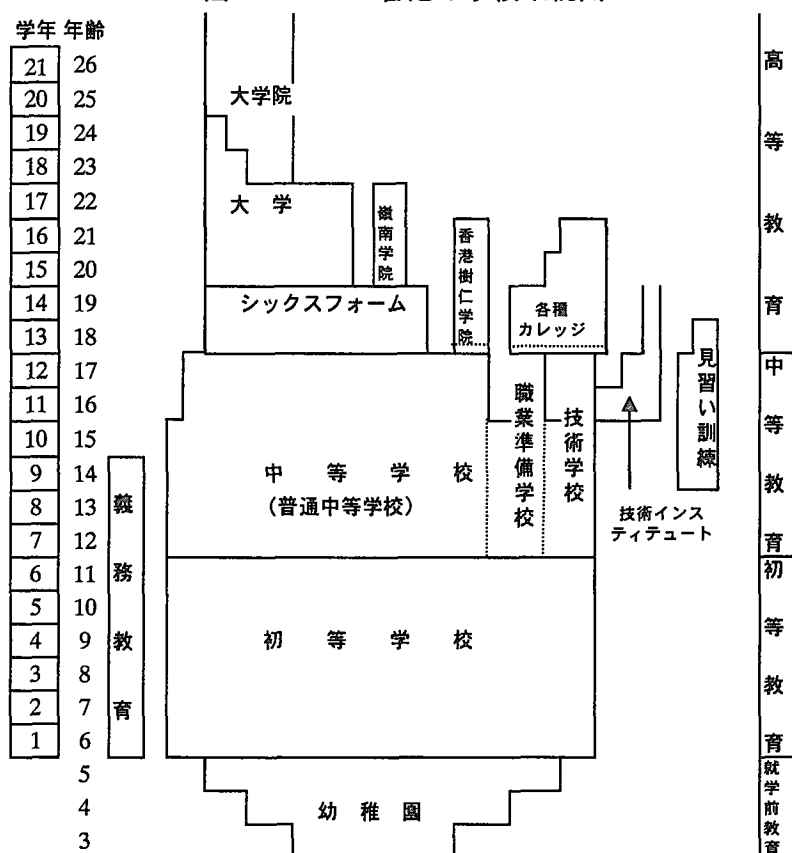 学年 年齢
21 26
20 25
19 24
18 23
17 22
16 21
15 20
14 19
13 18
12 17
11 16
10 15
9 14
8 13
7 12
6 11
5 10
4 9
3 8
2 7
1 6
5
4
3
義務教育
大学院
大学
嶺南学院
香港樹仁学院
シックスフォーム
各種
カレッジ
中等学校
(普通中等学校)
職業準備学校
技術学校
技術インス
ティテュート
見習い訓練
初等学校
幼稚園
高等教育
中等教育
初等教育
就学前教育